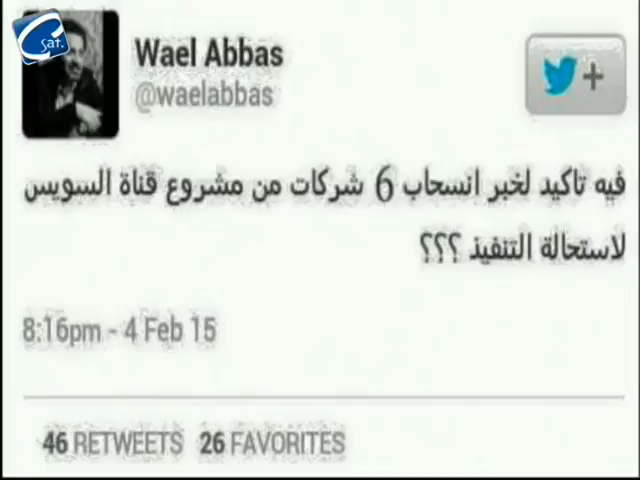 Sat.
Wael Abbas
@waelabbas
+
فيه تاكيد لخبر انسحاب 6 شركات من مشروع قناة السويس
لاستحالة التنفيذ ؟؟؟
8:16pm - 4 Feb 15
46 RETWEETS 26 FAVORITES